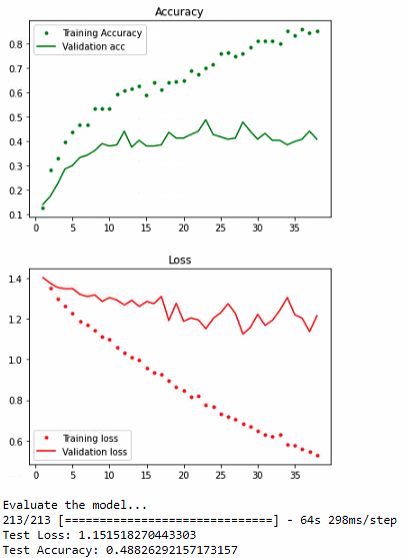 Accuracy
Training Accuracy
Validation acc
0.8
0.7
0.6
0.5
0.4
0.3
0.2
0.1
0 5 10 15 20 25 30 35
Loss
1.4
1.2
1.0
0.8
0.6
Training loss
Validation loss
0 5 10 15 20 25 30 35
Evaluate the model...
213/213 [==============================] - 64s 298ms/step
Test Loss: 1.151518270443303
Test Accuracy: 0.48826292157173157